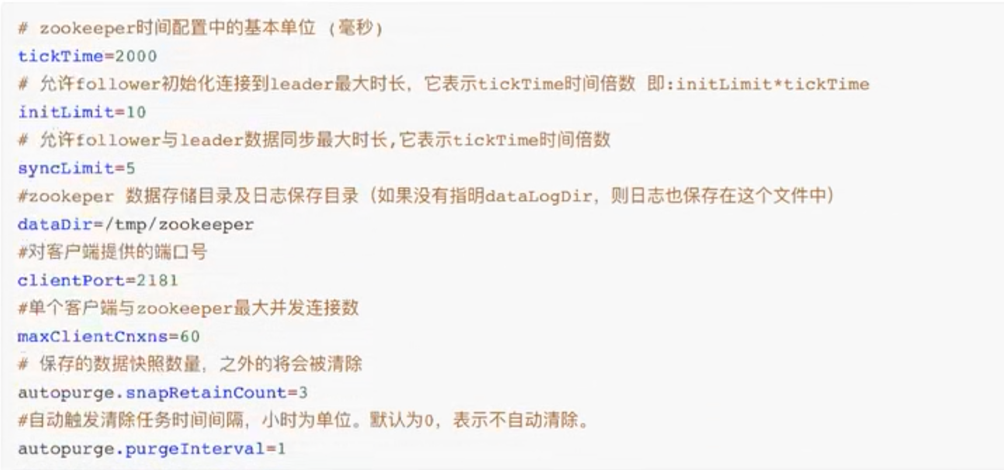 # zookeeper时间配置中的基本单位 (毫秒)
tickTime=2000
# 允许follower初始化连接到leader最大时长，它表示tickTime时间倍数 即:initLimit*tickTime
initLimit=10
# 允许follower与leader数据同步最大时长,它表示tickTime时间倍数
syncLimit=5
#zookeper 数据存储目录及日志保存目录（如果没有指明dataLogDir，则日志也保存在这个文件中）
dataDir=/tmp/zookeeper
#对客户端提供的端口号
clientPort=2181
#单个客户端与zookeeper最大并发连接数
maxClientCnxns=60
# 保存的数据快照数量，之外的将会被清除
autopurge.snapRetainCount=3
#自动触发清除任务时间间隔，小时为单位。默认为0，表示不自动清除。
autopurge.purgeInterval=1